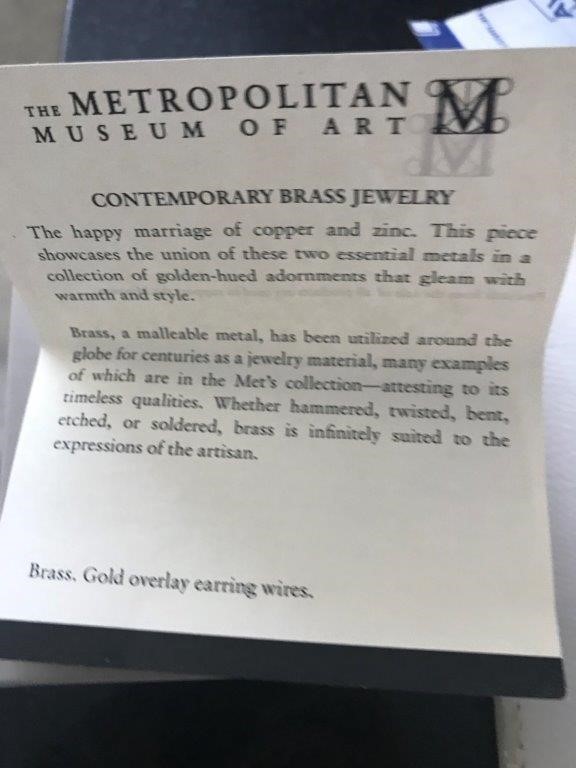 THE METROPOLITAN
MUSEUM OF ART M
CONTEMPORARY BRASS JEWELRY
The happy marriage of copper and zinc. This piece
showcases the union of these two essential metals in a
collection of golden-hued adornments that gleam with
warmth and style.
Brass, a malleable metal, has been utilized around the
globe for centuries as a jewelry material, many examples
of which are in the Met's collection—attesting to its
timeless qualities. Whether hammered, twisted, bent,
etched, or soldered, brass is infinitely suited to the
expressions of the artisan.
Brass. Gold overlay earring wires.